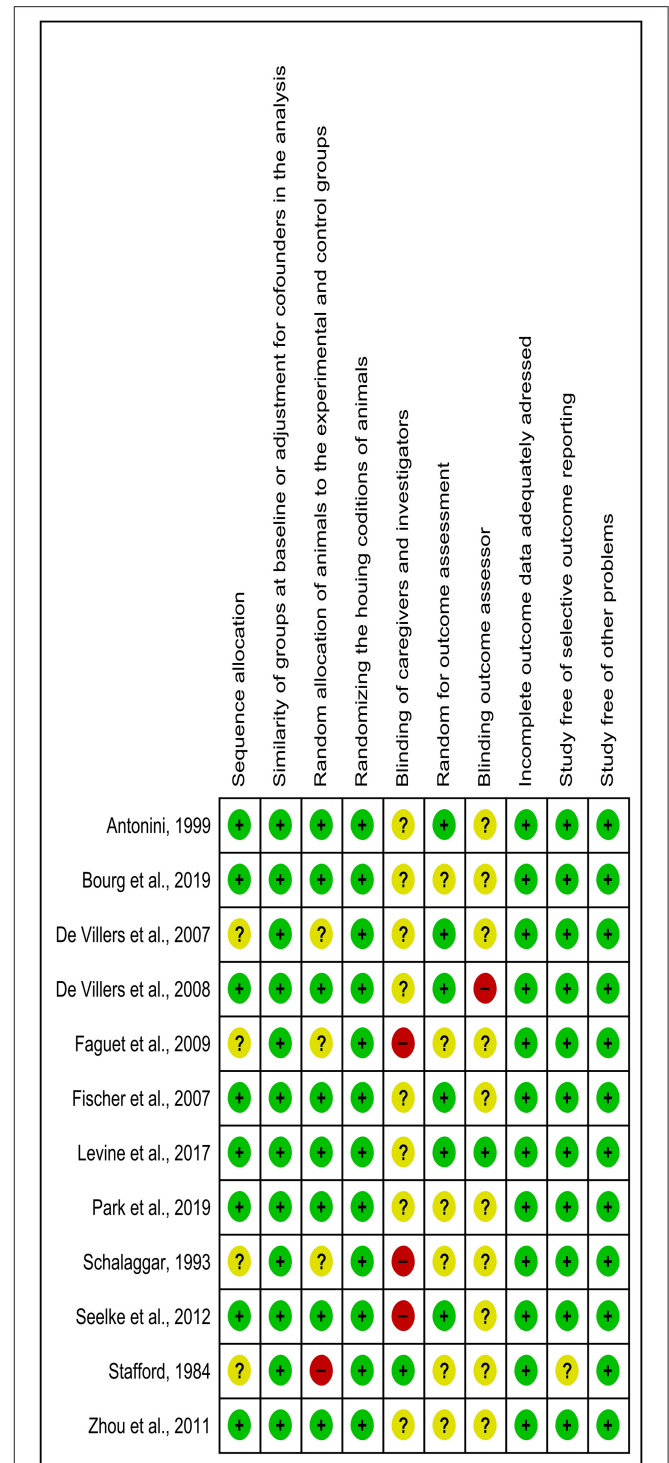 Sequence allocation
Similarity of groups at baseline or adjustment for cofounders in the analysis
Random allocation of animals to the experimental and control groups
Randomizing the houing coditions of animals
Blinding of caregivers and investigators
Random for outcome assessment
Blinding outcome assessor
Incomplete outcome data adequately adressed
Study free of selective outcome reporting
Study free of other problems
Antonini, 1999 + + + + ? + ? + + +
Bourg et al., 2019 + + + + ? ? ? + + +
De Villers et al., 2007 ? + ? + ? + ? + + +
De Villers et al., 2008 + + + + ? + − + + +
Faguet et al., 2009 ? + ? + − ? ? + + +
Fischer et al., 2007 + + + + ? + ? + + +
Levine et al., 2017 + + + + ? + + + + +
Park et al., 2019 + + + + ? ? ? + + +
Schalaggar, 1993 ? + ? + − ? ? + + +
Seelke et al., 2012 + + + + − + ? + + +
Stafford, 1984 ? + − + + ? ? + ? +
Zhou et al., 2011 + + + + ? ? ? + + +